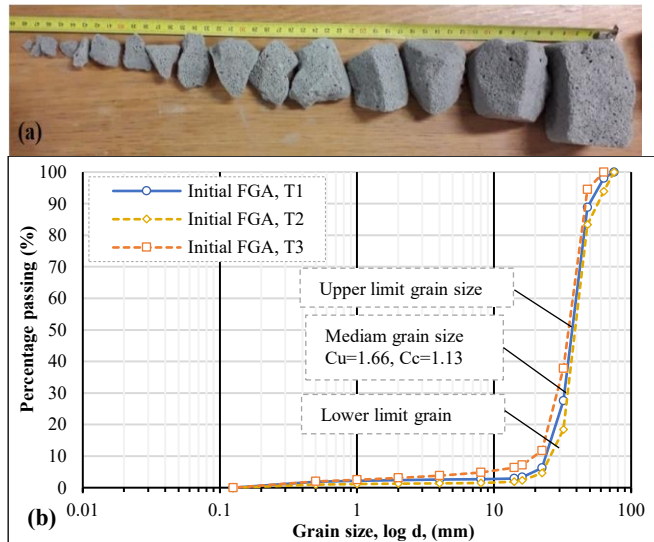 (a)
100
90
80
70
60
50
40
30
20
10
0
Percentage passing (%)
Initial FGA, T1
Initial FGA, T2
Initial FGA, T3
Upper limit grain size
Mediam grain size
Cu=1.66, Cc=1.13
Lower limit grain
(b)
0.01
0.1
1
10
100
Grain size, log d, (mm)